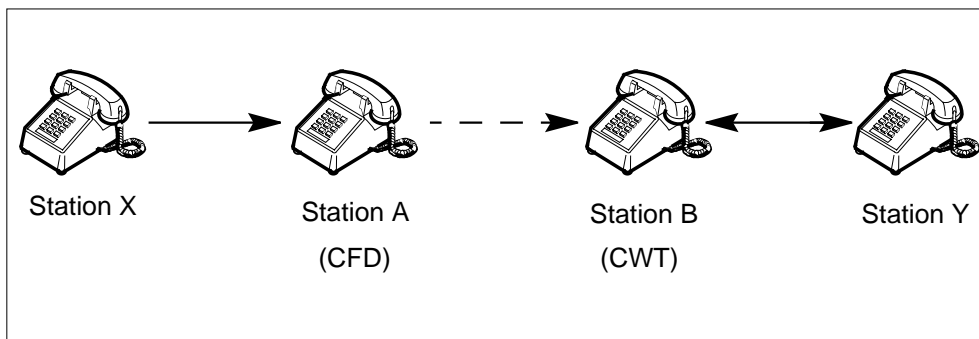 Station X
Station A
Station B
Station Y
(CFD)
(CWT)